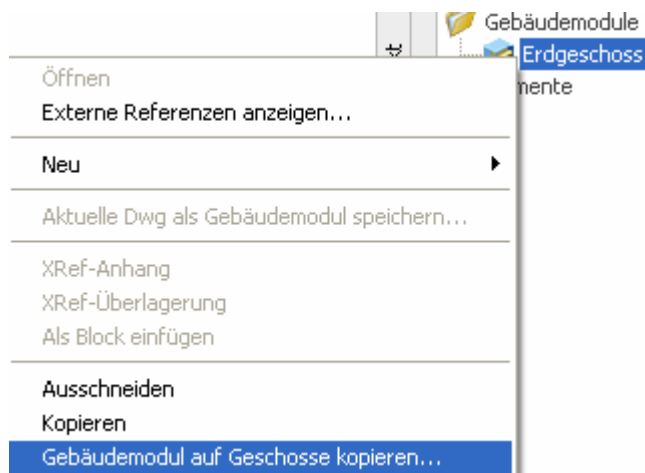 Gebäudemodule
Erdgeschoss
mente
Öffnen
Externe Referenzen anzeigen...
Neu
Aktuelle Dwg als Gebäudemodul speichern...
XRef-Anhang
XRef-Überlagerung
Als Block einfügen
Ausschneiden
Kopieren
Gebäudemodul auf Geschosse kopieren...